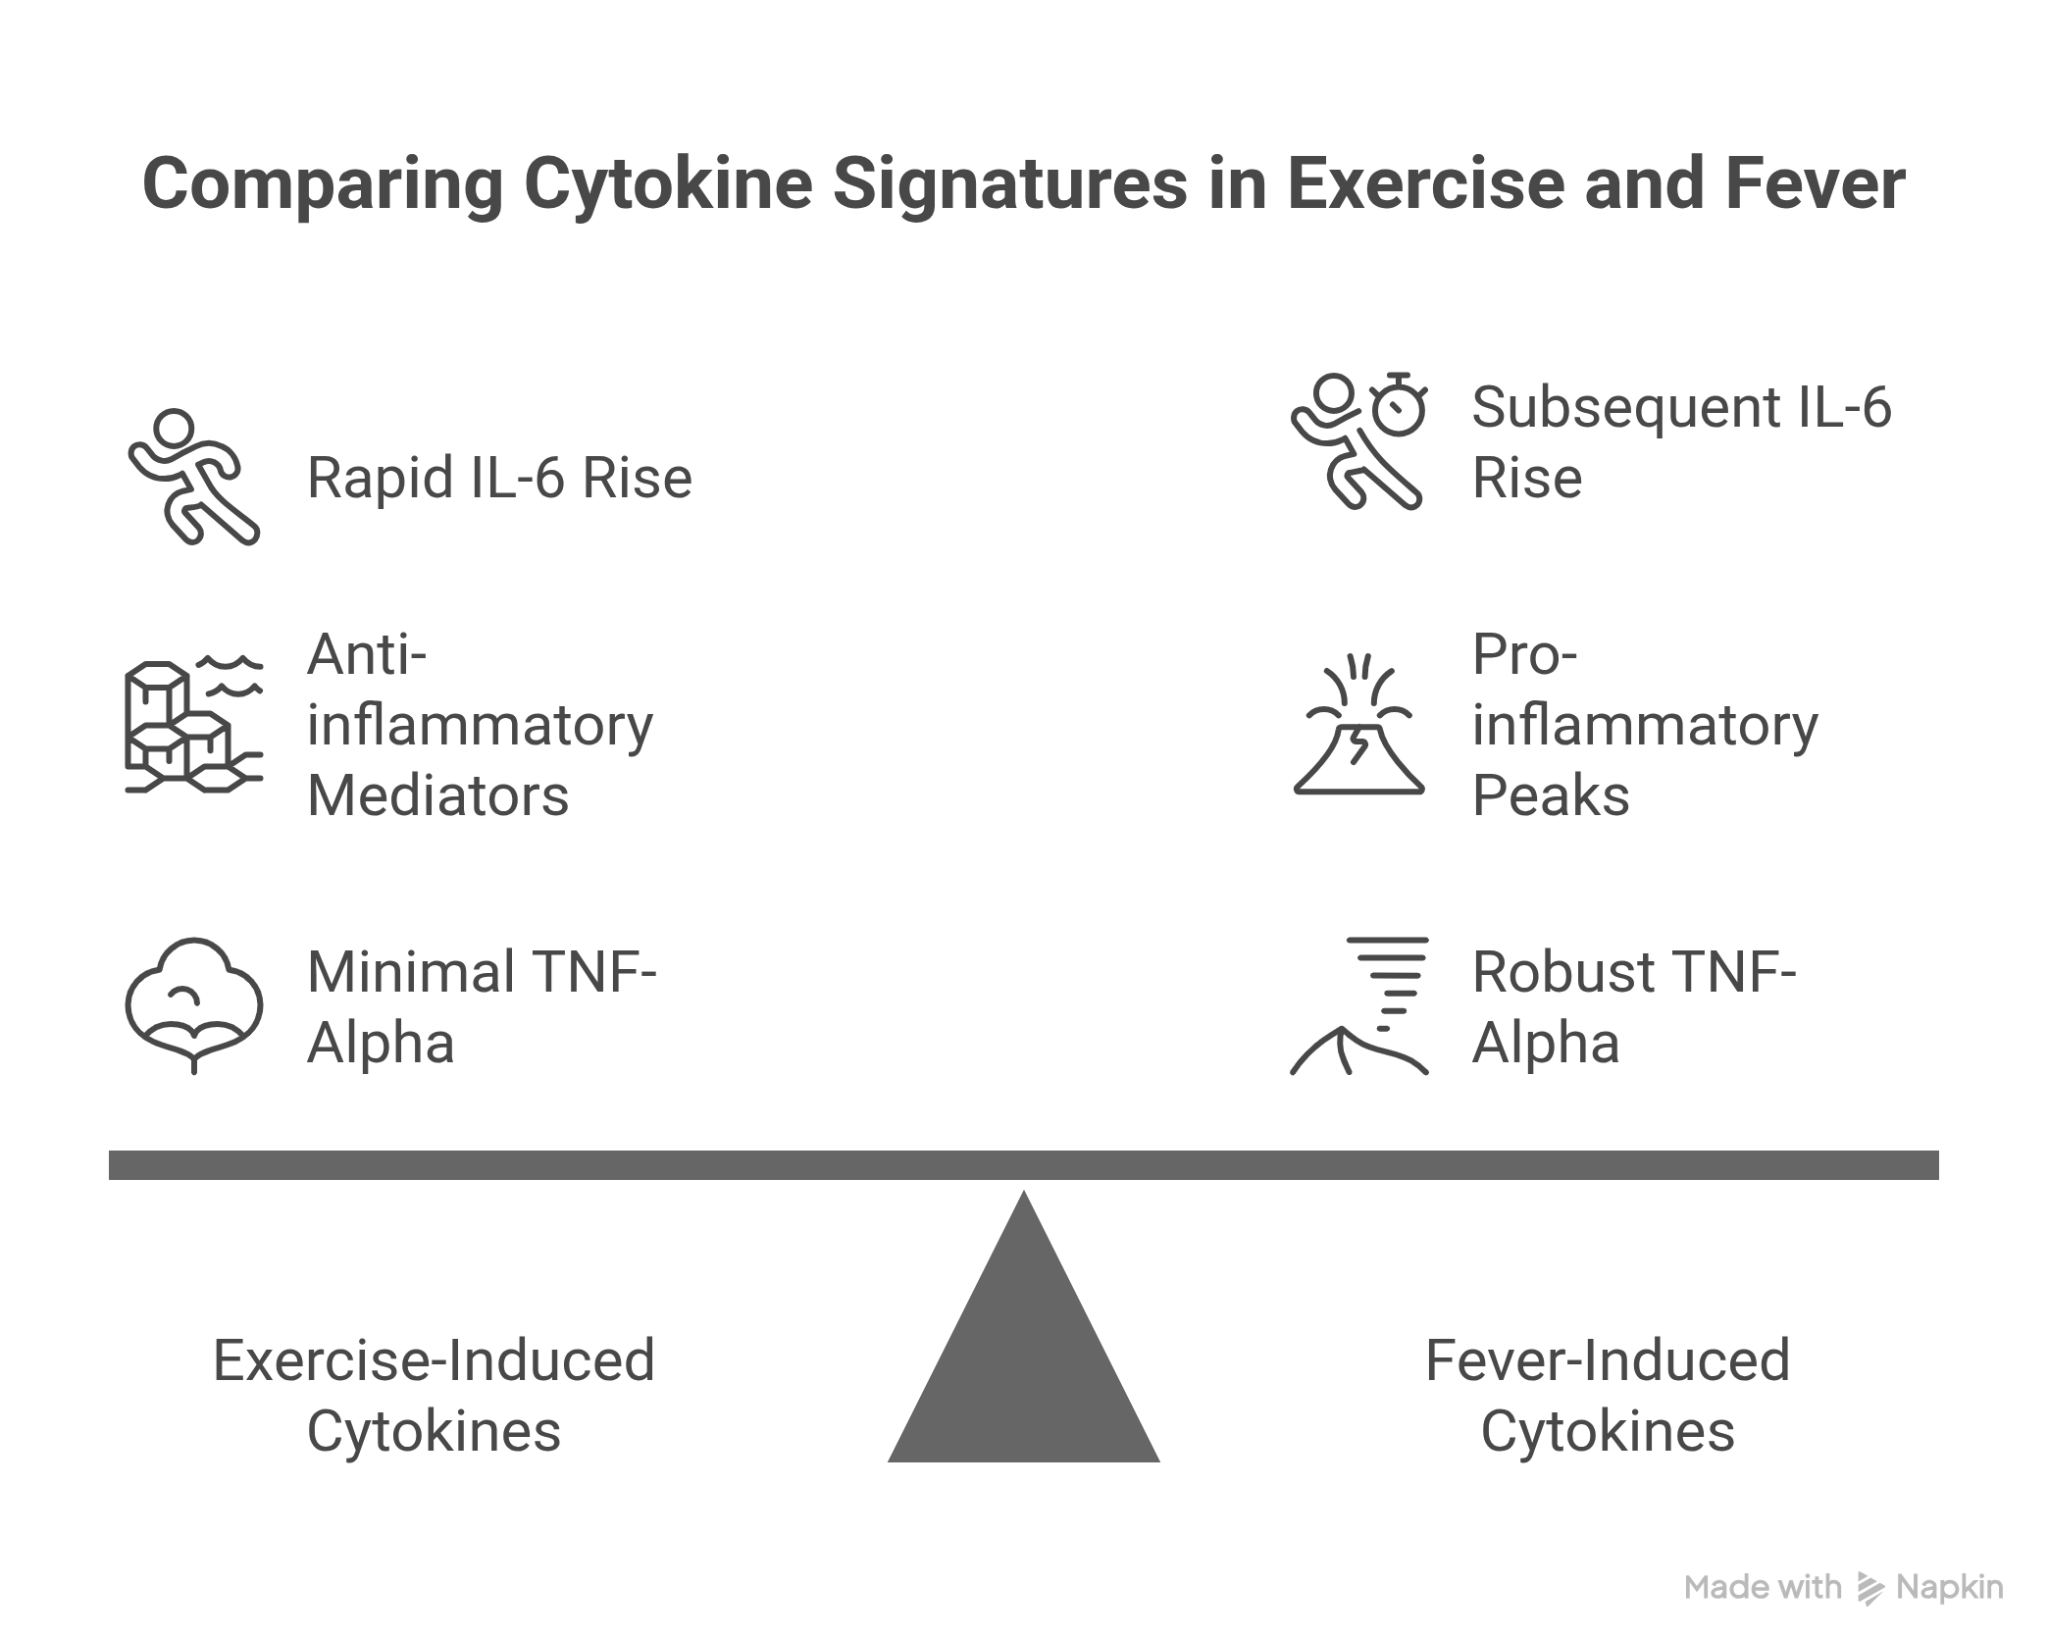 Comparing Cytokine Signatures in Exercise and Fever
Rapid IL-6 Rise
Anti-
inflammatory
Mediators
Minimal TNF-
Alpha
Subsequent IL-6
Rise
Pro-
inflammatory
Peaks
Robust TNF-
Alpha
Exercise-Induced
Cytokines
Fever-Induced
Cytokines
Made with Napkin